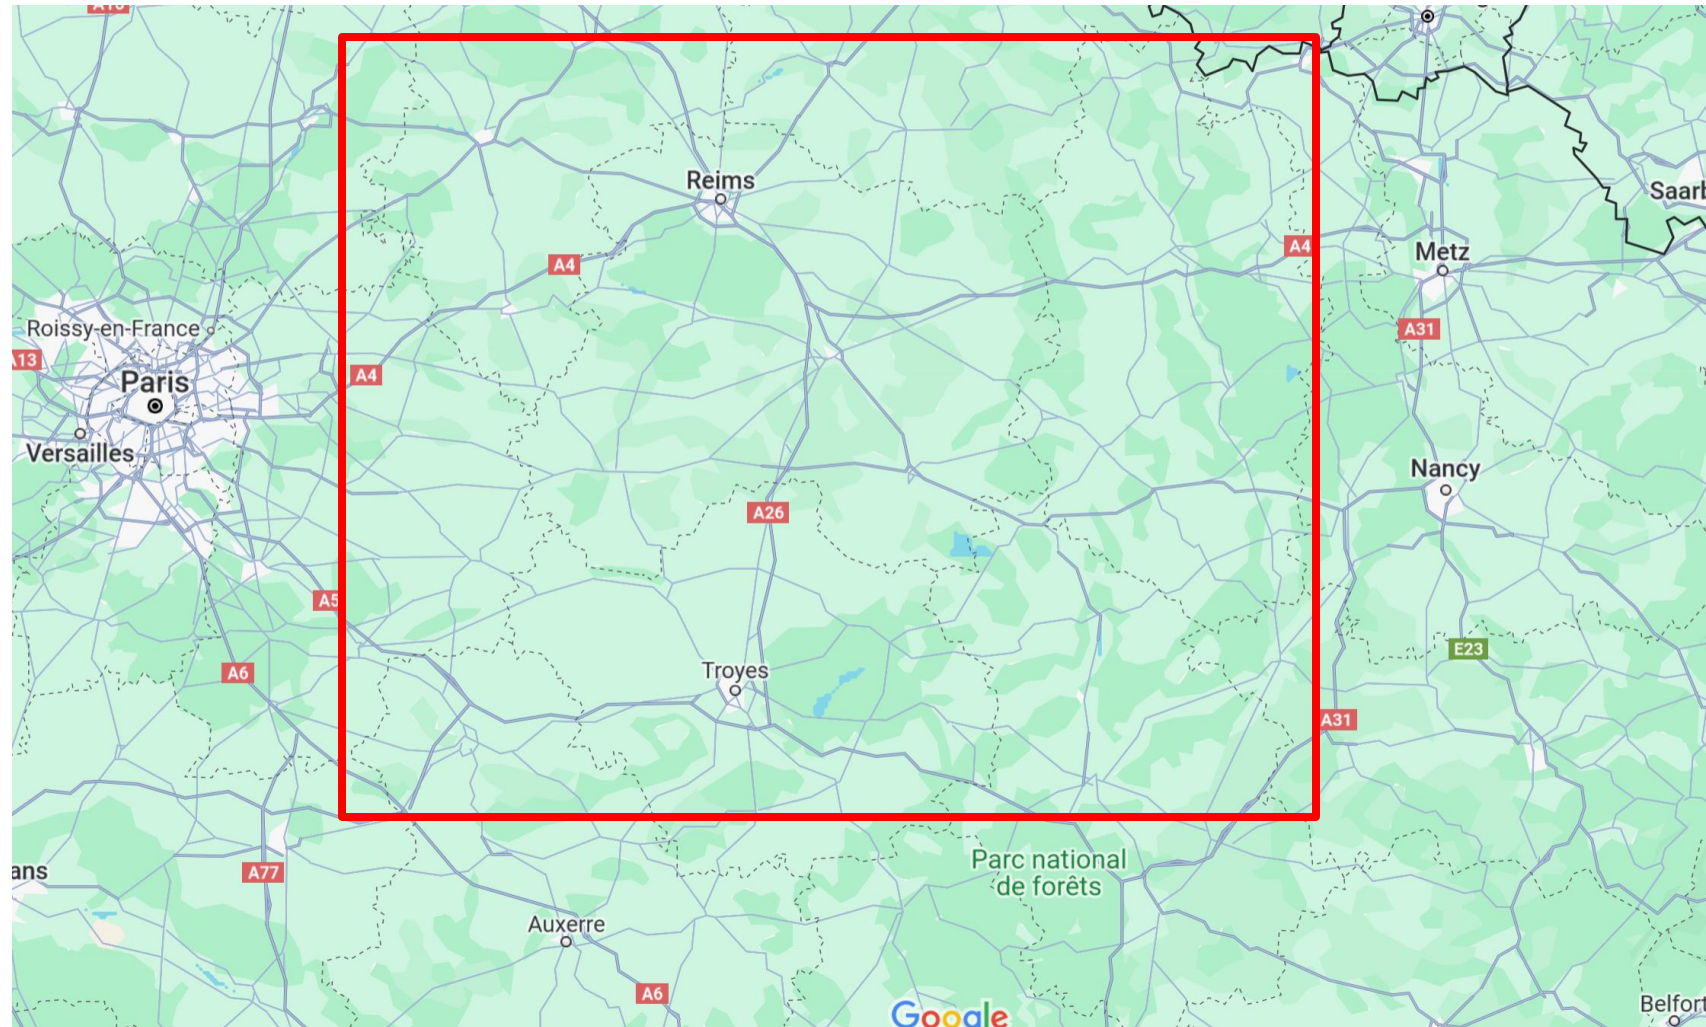 Reims
Saarb
A4
A4
Metz
Roissy-en-France
A31
A13
A4
Paris
Versailles
Nancy
A26
A5
E23
A6
Troyes
A31
Parc national
de forêts
ans
A77
Auxerre
A6
Belfort
Google